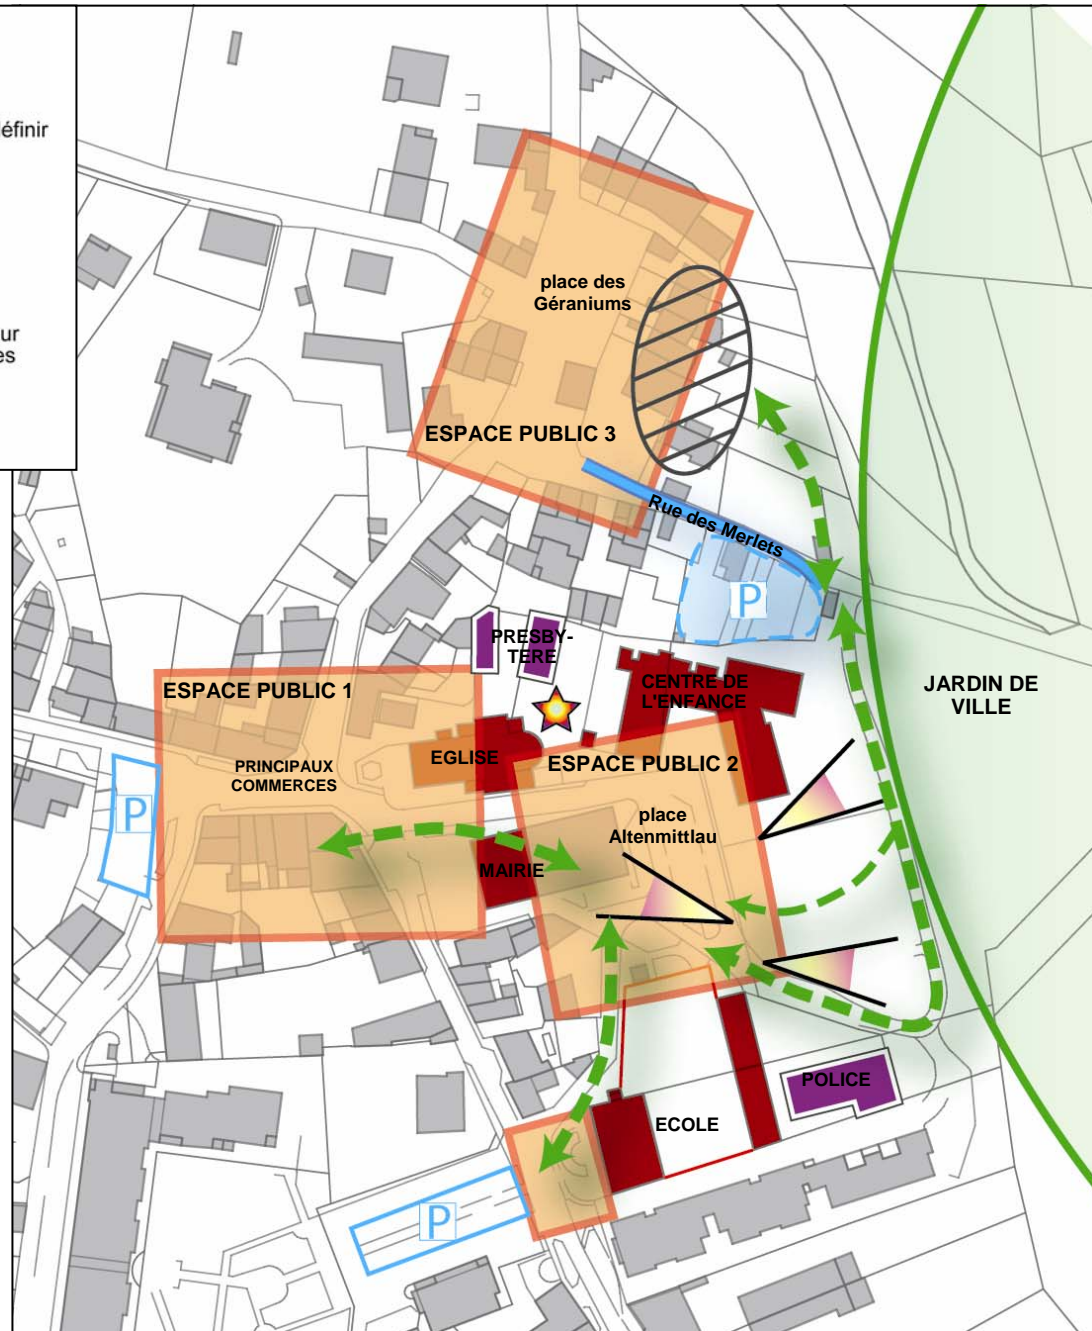 éfinir
ur
es
place des
Géraniums
ESPACE PUBLIC 3
Rue des Merlets
P
PRESBY-
TERE
CENTRE DE
L'ENFANCE
JARDIN DE
VILLE
ESPACE PUBLIC 1
PRINCIPAUX
COMMERCES
EGLISE
ESPACE PUBLIC 2
P
place
Altenmittlau
MAIRIE
POLICE
ECOLE
P